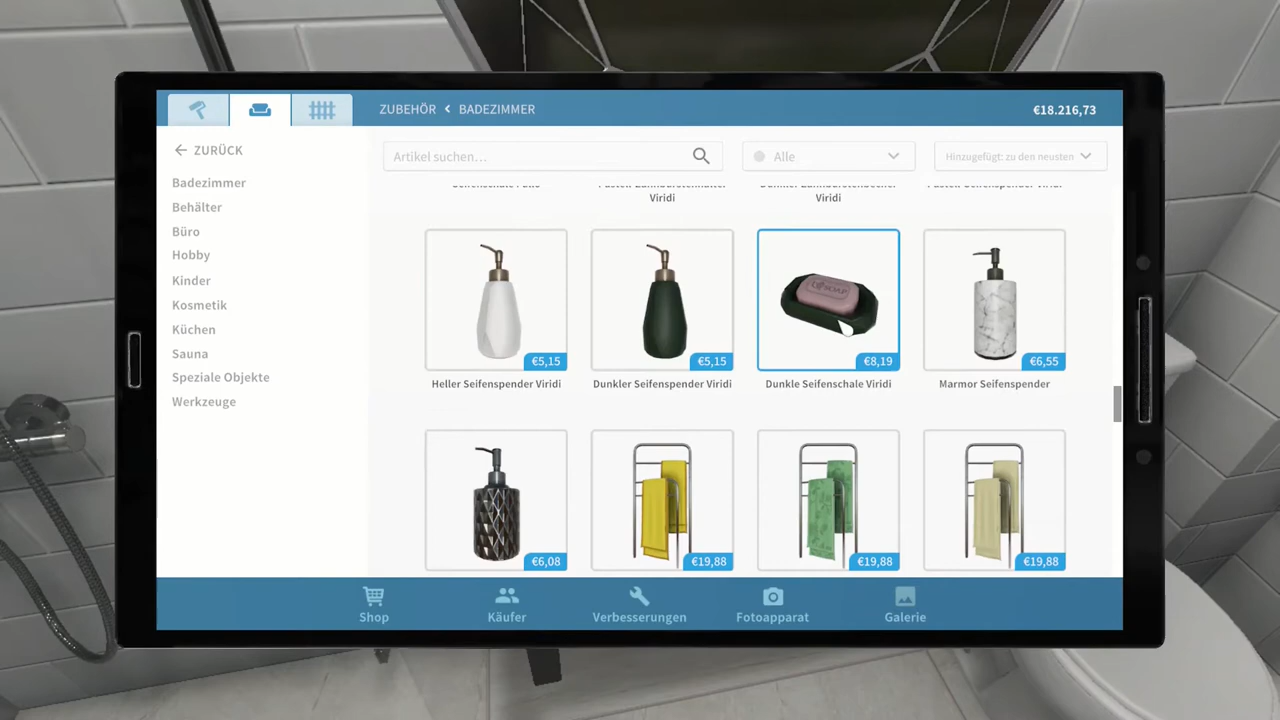 ZUBEHÖR < BADEZIMMER
€18.216,73
ZURÜCK
Artikel suchen...
Alle
Hinzugefügt: zu den neusten
Badezimmer
Behälter
Büro
Hobby
Kinder
Kosmetik
Küchen
Sauna
Speziale Objekte
Werkzeuge
Viridi
Viridi
€5,15
€5,15
SOAP
€8,19
€6,55
Heller Seifenspender Viridi
Dunkler Seifenspender Viridi
Dunkle Seifenschale Viridi
Marmor Seifenspender
€6,08
€19,88
€19,88
€19,88
Shop
Käufer
Verbesserungen
Fotoapparat
Galerie